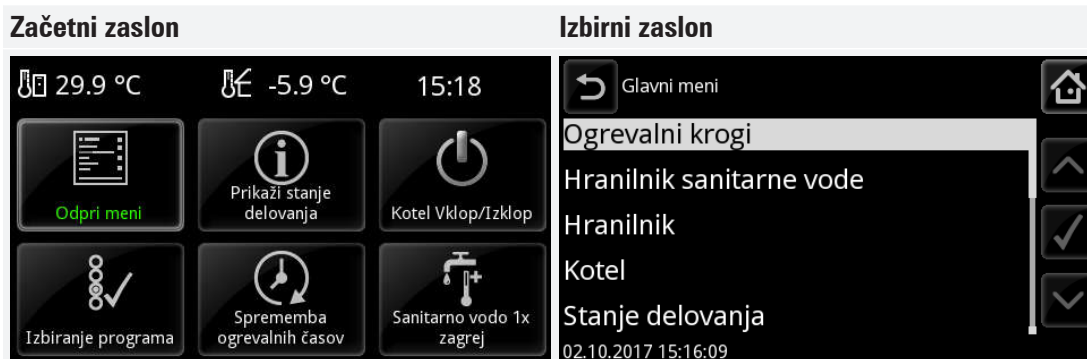 Začetni zaslon
29.9 °C -5.9 °C 15:18
Odpri meni
Prikaži stanje
delovanja
Kotel Vklop/Izklop
Izbiranje programa
Sprememba
ogrevalnih časov
Sanitarno vodo 1x
zagrej
Izbirni zaslon
Glavni meni
Ogrevalni krogi
Hranilnik sanitarne vode
Hranilnik
Kotel
Stanje delovanja
02.10.2017 15:16:09